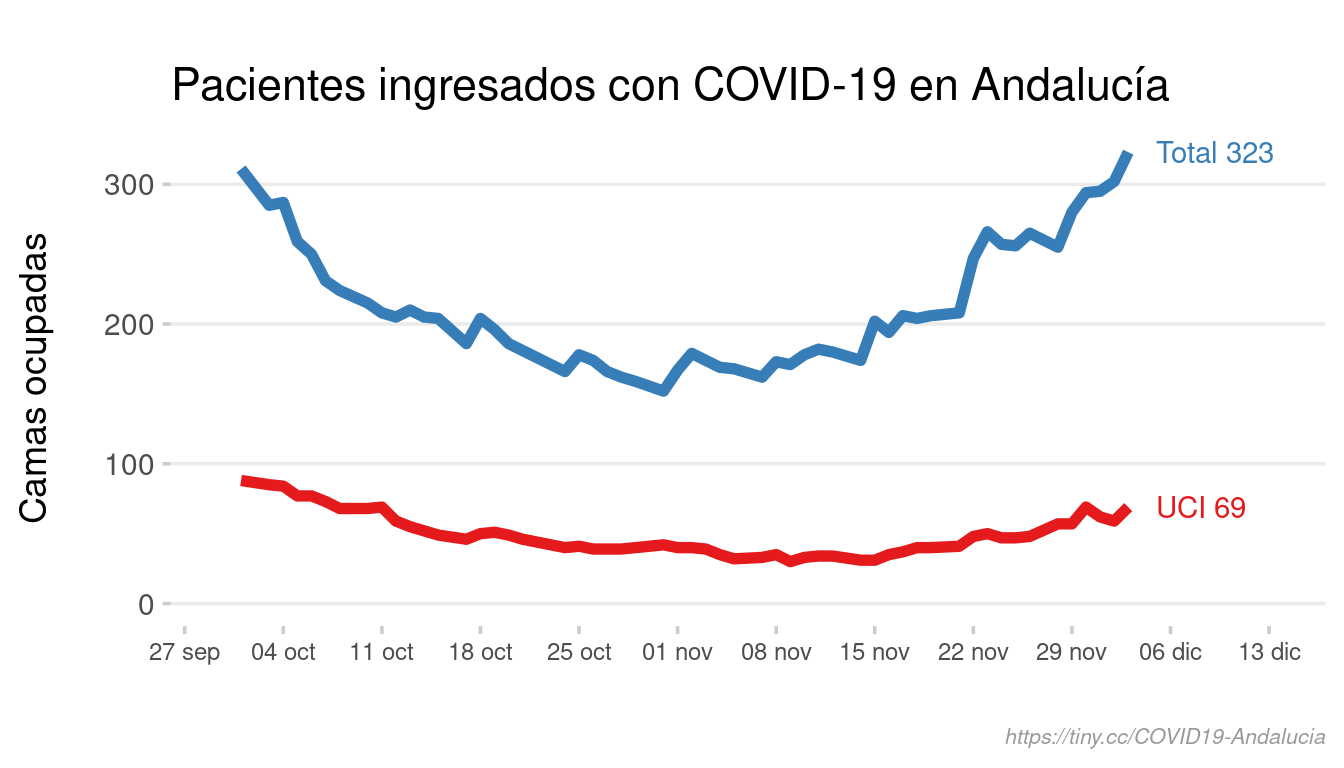 Pacientes ingresados con COVID-19 en Andalucía
Camas ocupadas
300
200
100
0
Total 323
UCI 69
27 sep 04 oct 11 oct 18 oct 25 oct 01 nov 08 nov 15 nov 22 nov 29 nov 06 dic 13 dic
https://tiny.cc/COVID19-Andalucia